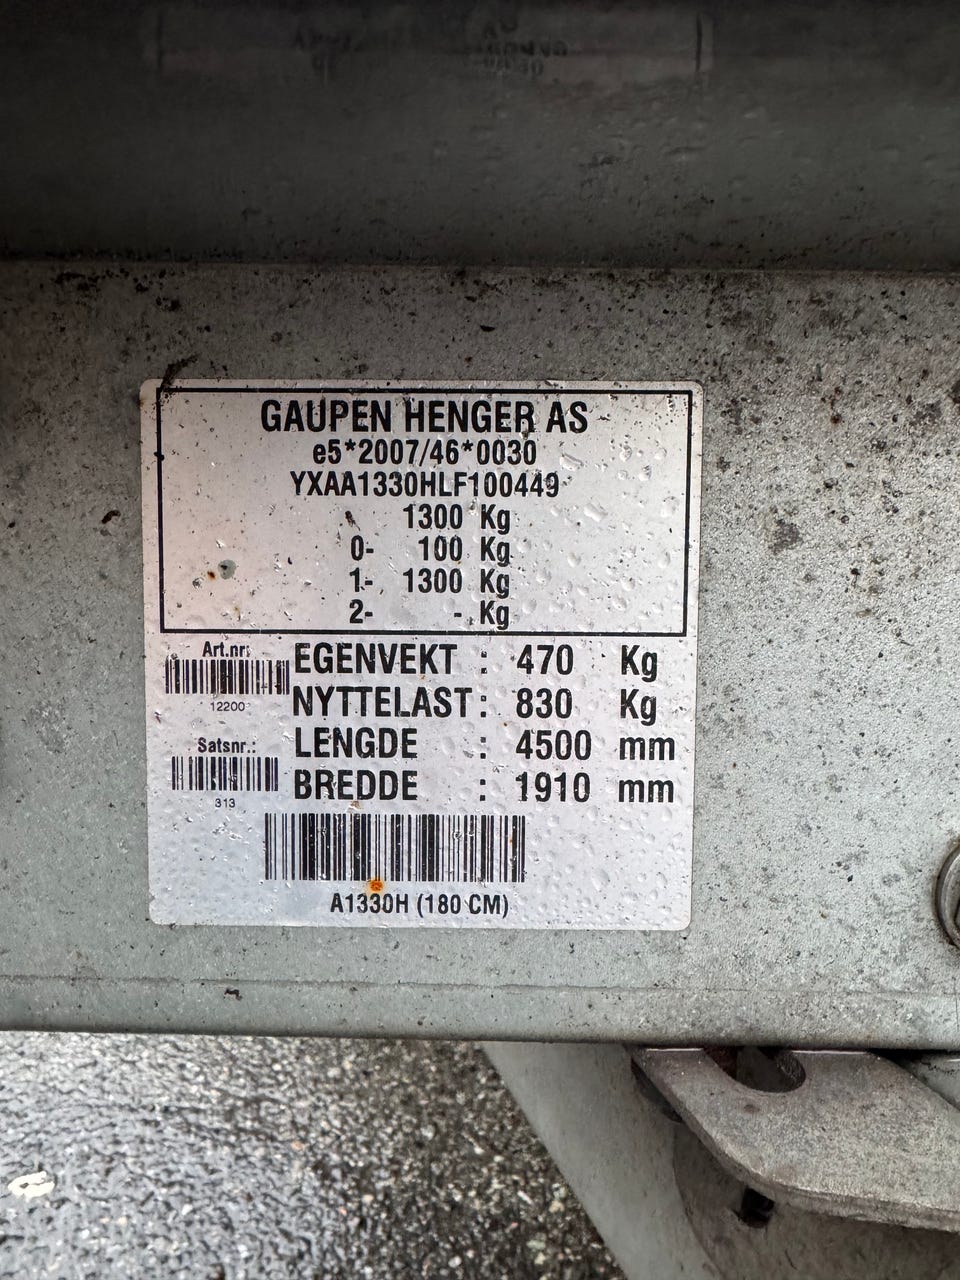 GAUPEN HENGER AS
e5*2007/46*0030
YXAA1330HLF100449
1300 Kg
0- 100 Kg
1- 1300 Kg
2- - Kg
Art.nr:
12200
EGENVEKT : 470 Kg
NYTTELAST : 830 Kg
Satsnr.:
313
LENGDE : 4500 mm
BREDDE : 1910 mm
A1330H (180 CM)